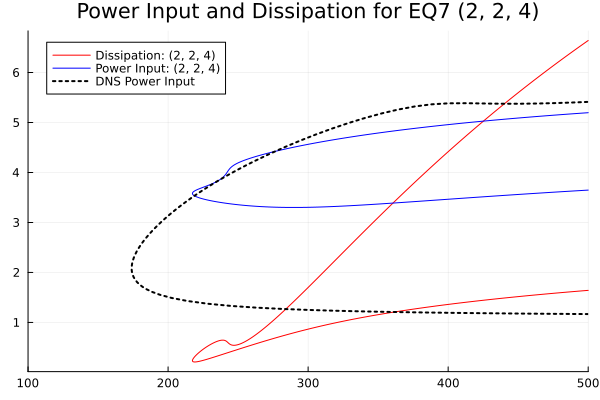 Power Input and Dissipation for EQ7 (2, 2, 4)
Dissipation: (2, 2, 4)
Power Input: (2, 2, 4)
DNS Power Input
6
5
4
3
2
1
100 200 300 400 500